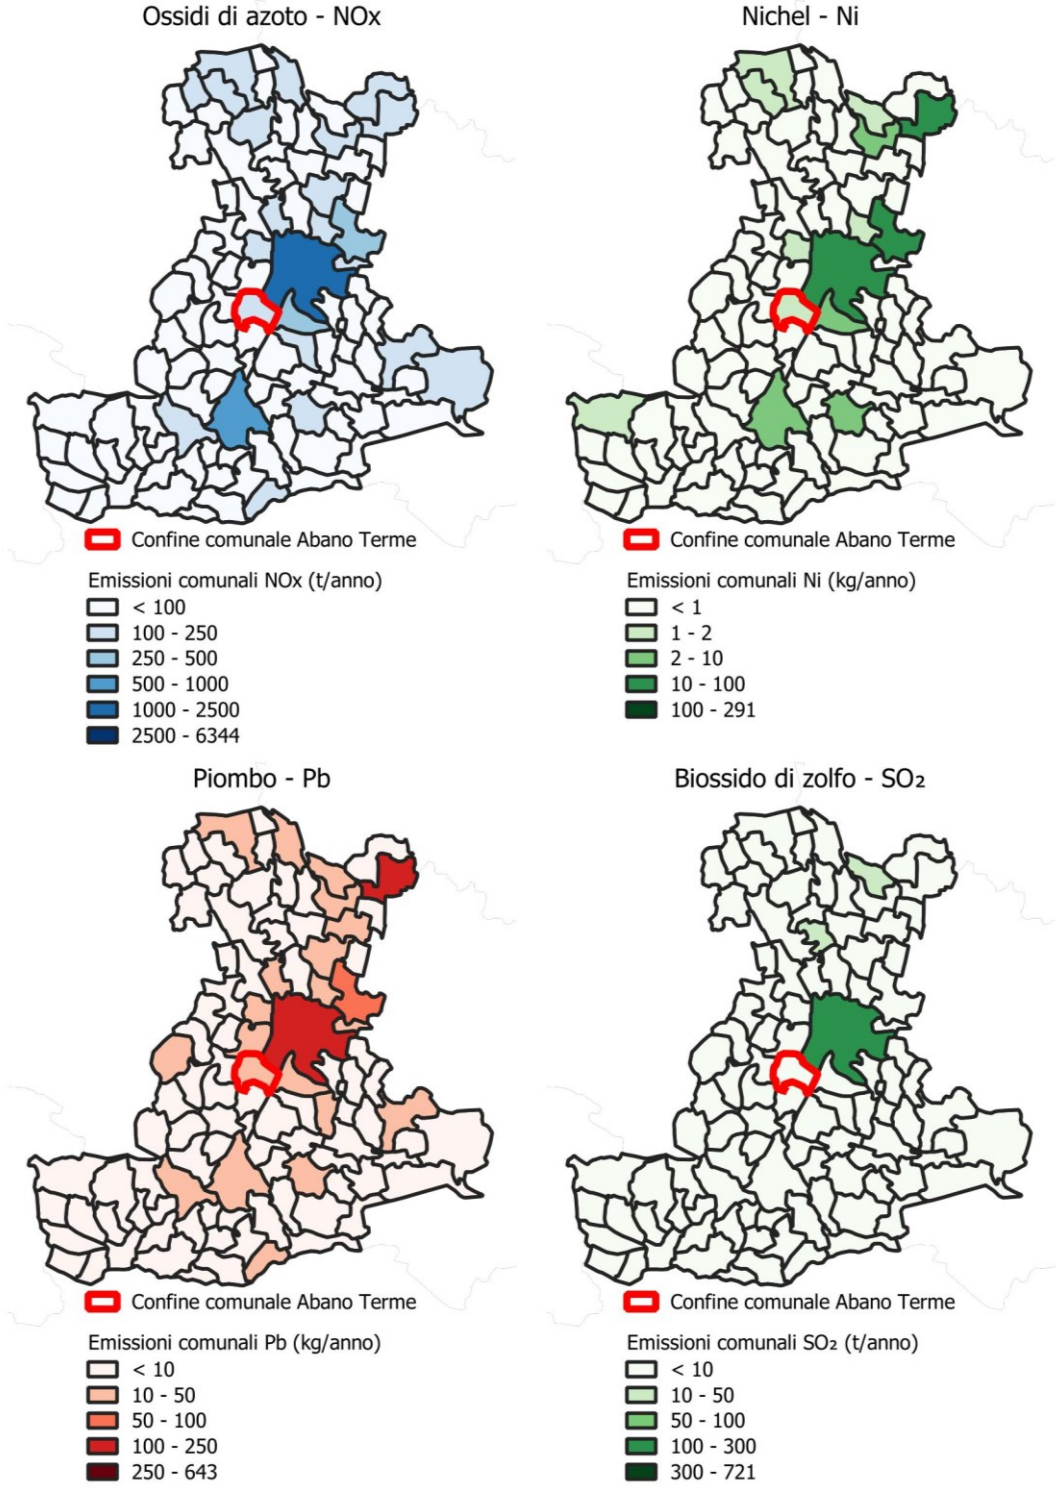 Ossidi di azoto - NOx
Confine comunale Abano Terme
Emissioni comunali NOx (t/anno)
< 100
100 - 250
250 - 500
500 - 1000
1000 - 2500
2500 - 6344
Nichel - Ni
Confine comunale Abano Terme
Emissioni comunali Ni (kg/anno)
< 1
1 - 2
2 - 10
10 - 100
100 - 291
Piombo - Pb
Confine comunale Abano Terme
Emissioni comunali Pb (kg/anno)
< 10
10 - 50
50 - 100
100 - 250
250 - 643
Biossido di zolfo - SO₂
Confine comunale Abano Terme
Emissioni comunali SO₂ (t/anno)
< 10
10 - 50
50 - 100
100 - 300
300 - 721